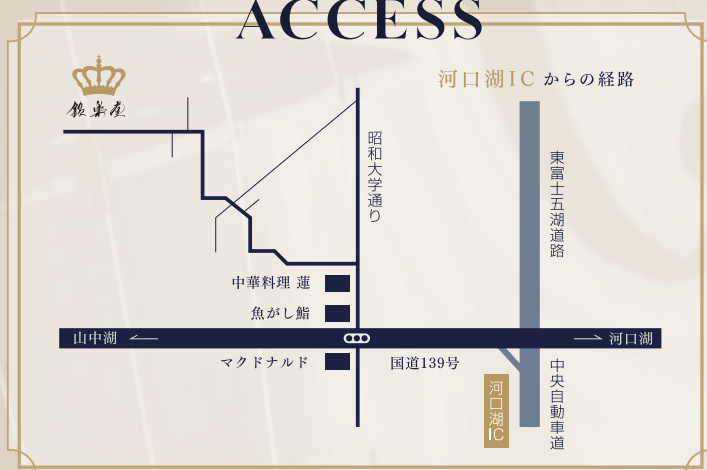 ACCESS
河口湖ICからの経路
昭和大学通り
東富士五湖道路
中華料理 蓮
魚がし鮨
山中湖
河口湖
マクドナルド
国道139号
河口湖IC
中央自動車道